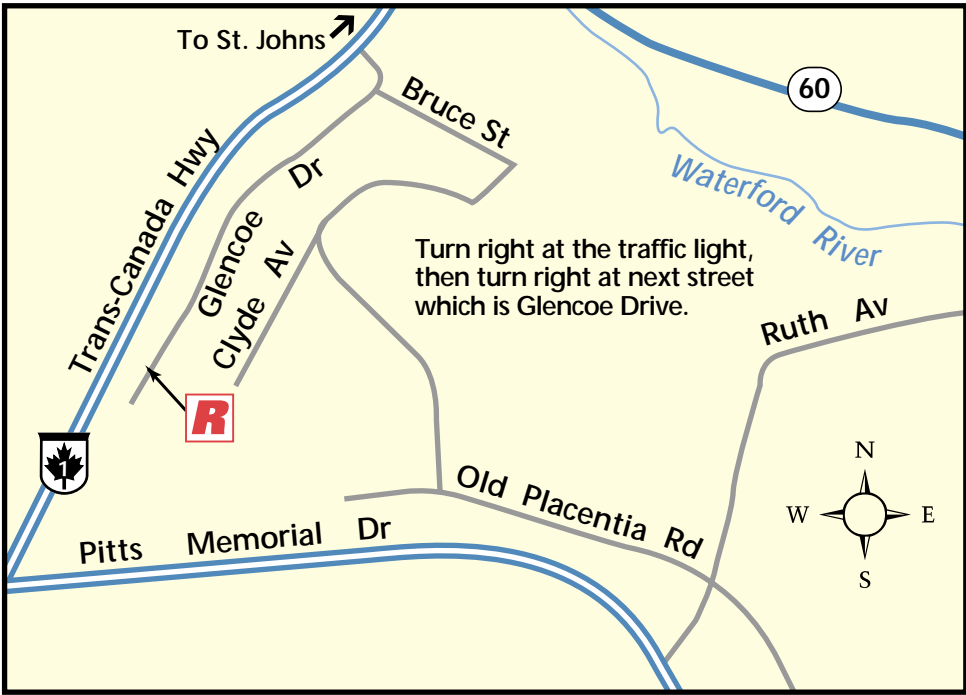 To St. Johns
60
Bruce St
Trans-Canada Hwy
Glencoe Dr
Clyde Av
Waterford River
Turn right at the traffic light,
then turn right at next street
which is Glencoe Drive.
Ruth Av
R
1
N
W E
S
Old Placentia Rd
Pitts Memorial Dr